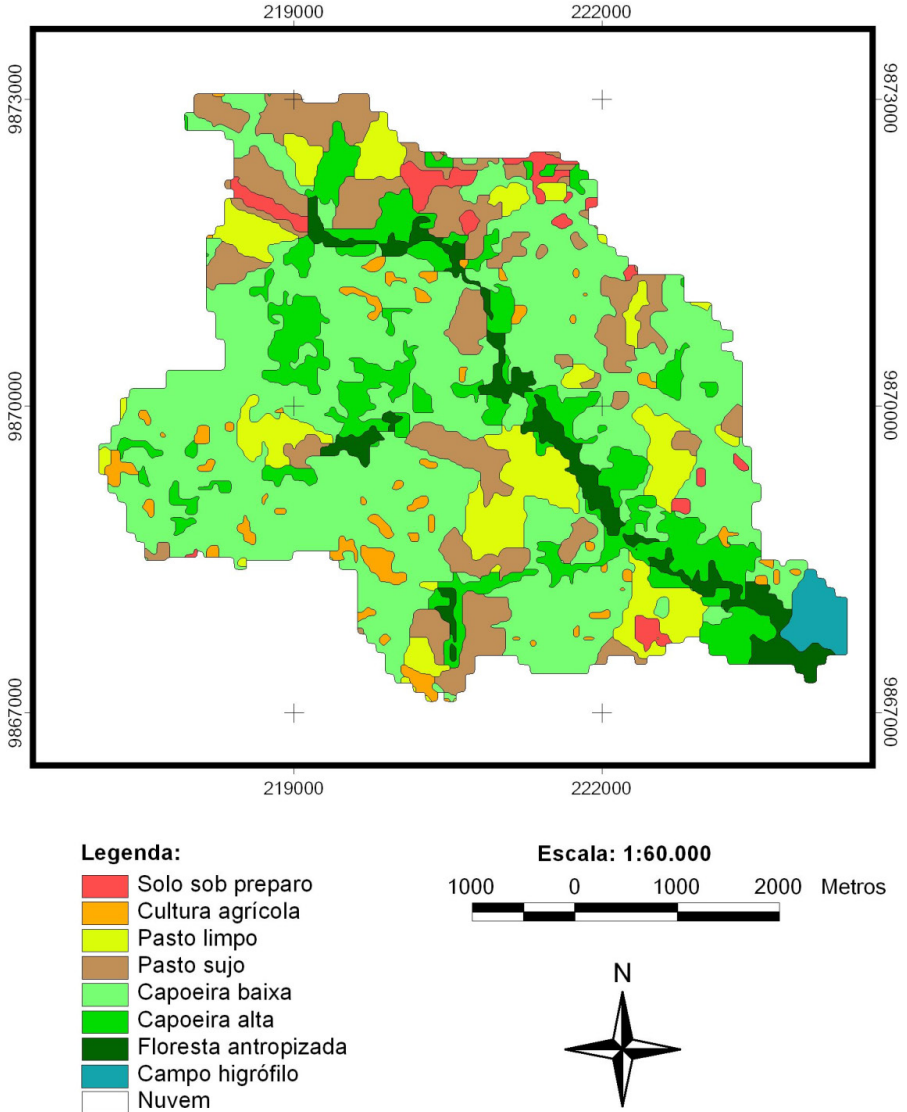 219000 222000
9873000 9873000
9870000 9870000
9867000 9867000
219000 222000
Legenda:
Solo sob preparo
Cultura agrícola
Pasto limpo
Pasto sujo
Capoeira baixa
Capoeira alta
Floresta antropizada
Campo higrófilo
Nuvem
Escala: 1:60.000
1000 0 1000 2000 Metros
N